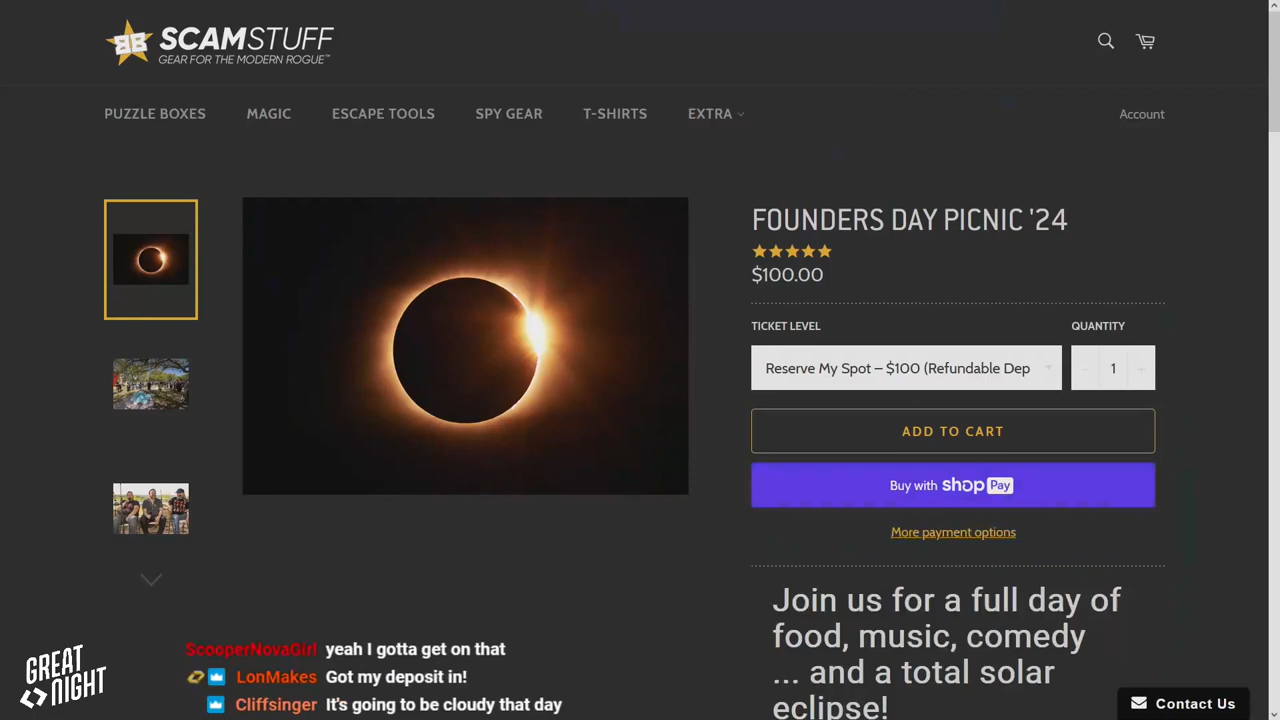 SCAMSTUFF
GEAR FOR THE MODERN ROGUE™
PUZZLE BOXES MAGIC ESCAPE TOOLS SPY GEAR T-SHIRTS EXTRA Account
FOUNDERS DAY PICNIC '24
$100.00
TICKET LEVEL QUANTITY
Reserve My Spot – $100 (Refundable Dep 1
ADD TO CART
Buy with shop Pay
More payment options
Join us for a full day of
food, music, comedy
... and a total solar
eclipse!
ScooperNovaGirl yeah I gotta get on that
LonMakes Got my deposit in!
Cliffsinger It's going to be cloudy that day
GREAT
NIGHT
Contact Us